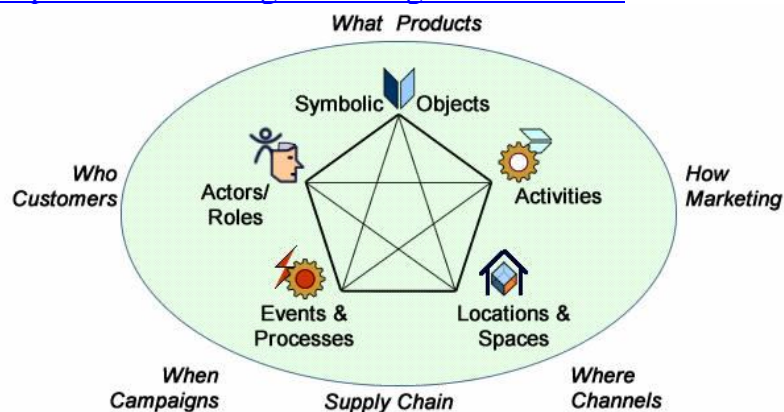 What Products
Symbolic Objects
Who
Customers
Actors/
Roles
Activities
How
Marketing
Events &
Processes
Locations &
Spaces
When
Campaigns
Supply Chain
Where
Channels